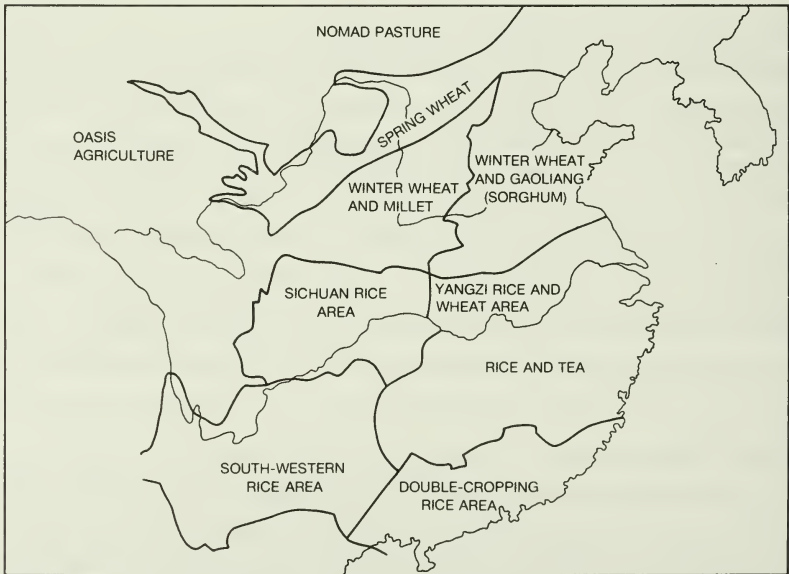 NOMAD PASTURE
SPRING WHEAT
OASIS
AGRICULTURE
WINTER WHEAT
AND MILLET
WINTER WHEAT
AND GAOLIANG
(SORGHUM)
SICHUAN RICE
AREA
YANGZI RICE AND
WHEAT AREA
RICE AND TEA
SOUTH-WESTERN
RICE AREA
DOUBLE-CROPPING
RICE AREA